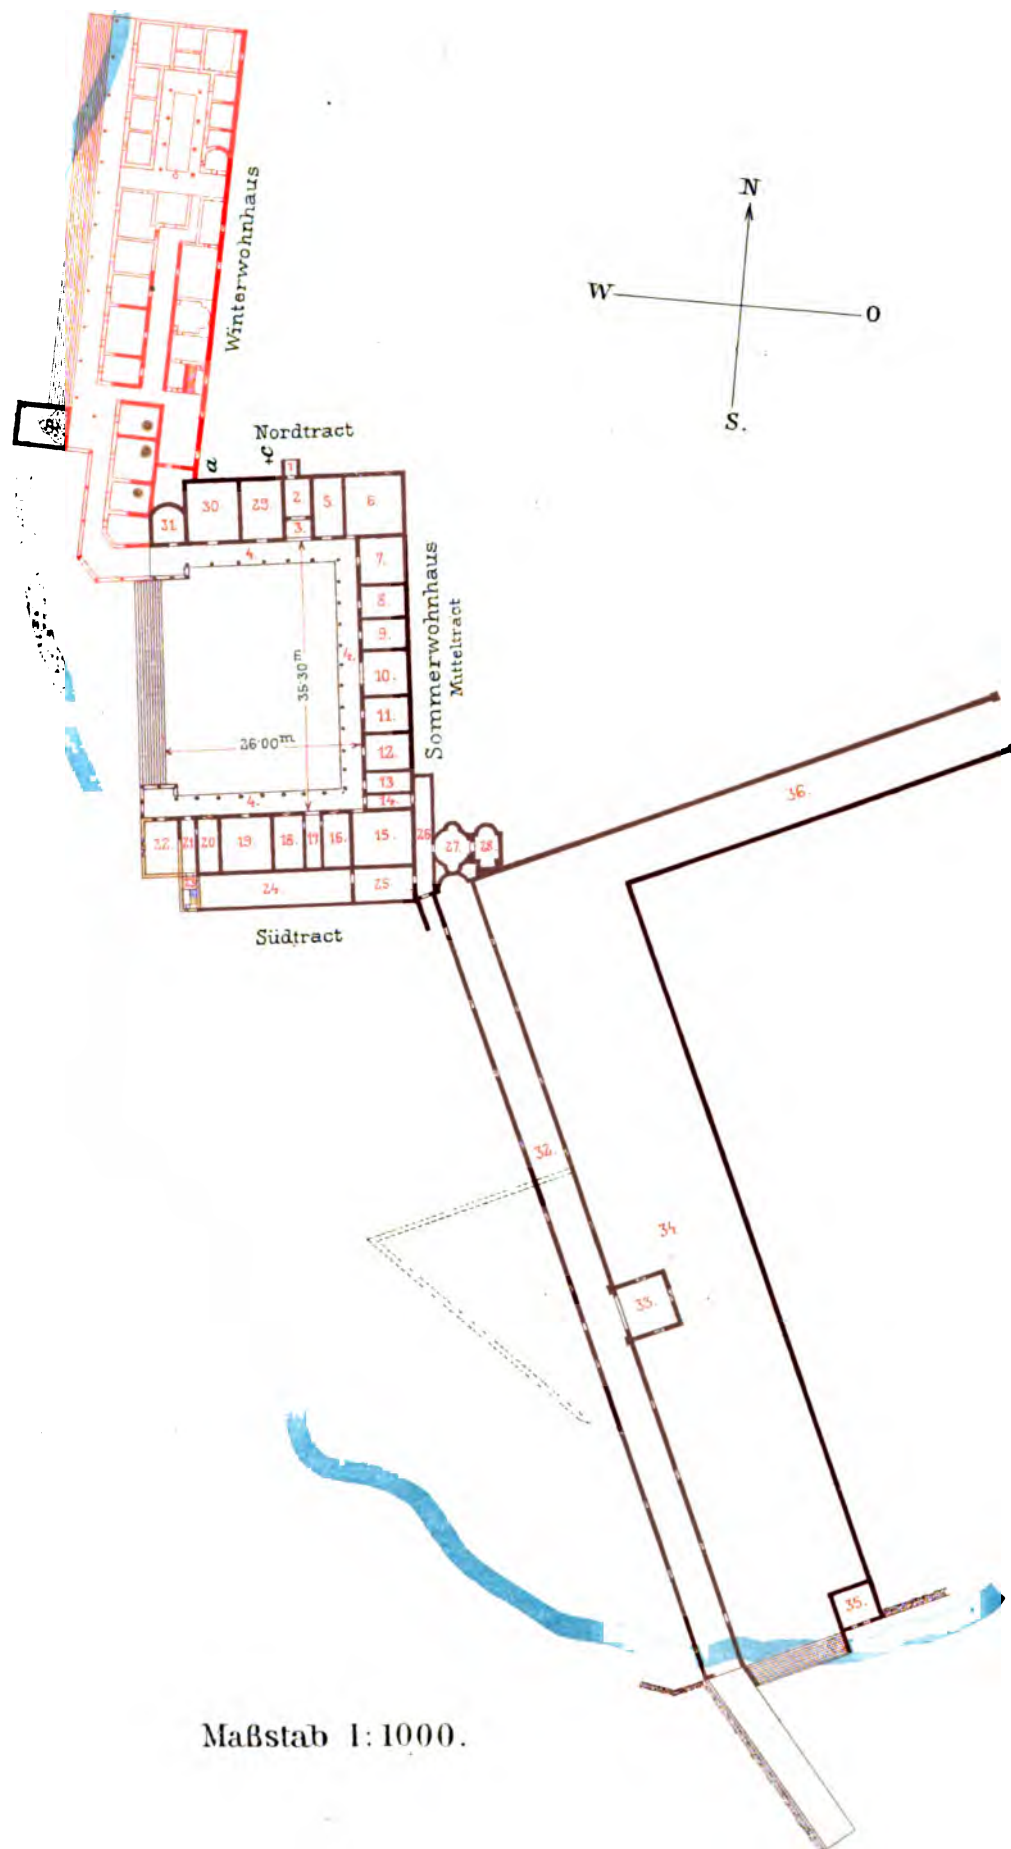 Winterwohnhaus
N
W
O
S.
Nordtract
a
+c
1
2
3.
5.
6.
30
29
31.
4.
7.
8.
9.
10.
11.
12.
13
14.
35·30m
26·00m
Sommerwohnhaus
Mitteltract
4.
22.
21
20
19.
18.
17
16.
15.
26
27.
28.
24.
25
Südtract
36.
32.
34
33.
35.
Maßstab 1:1000.